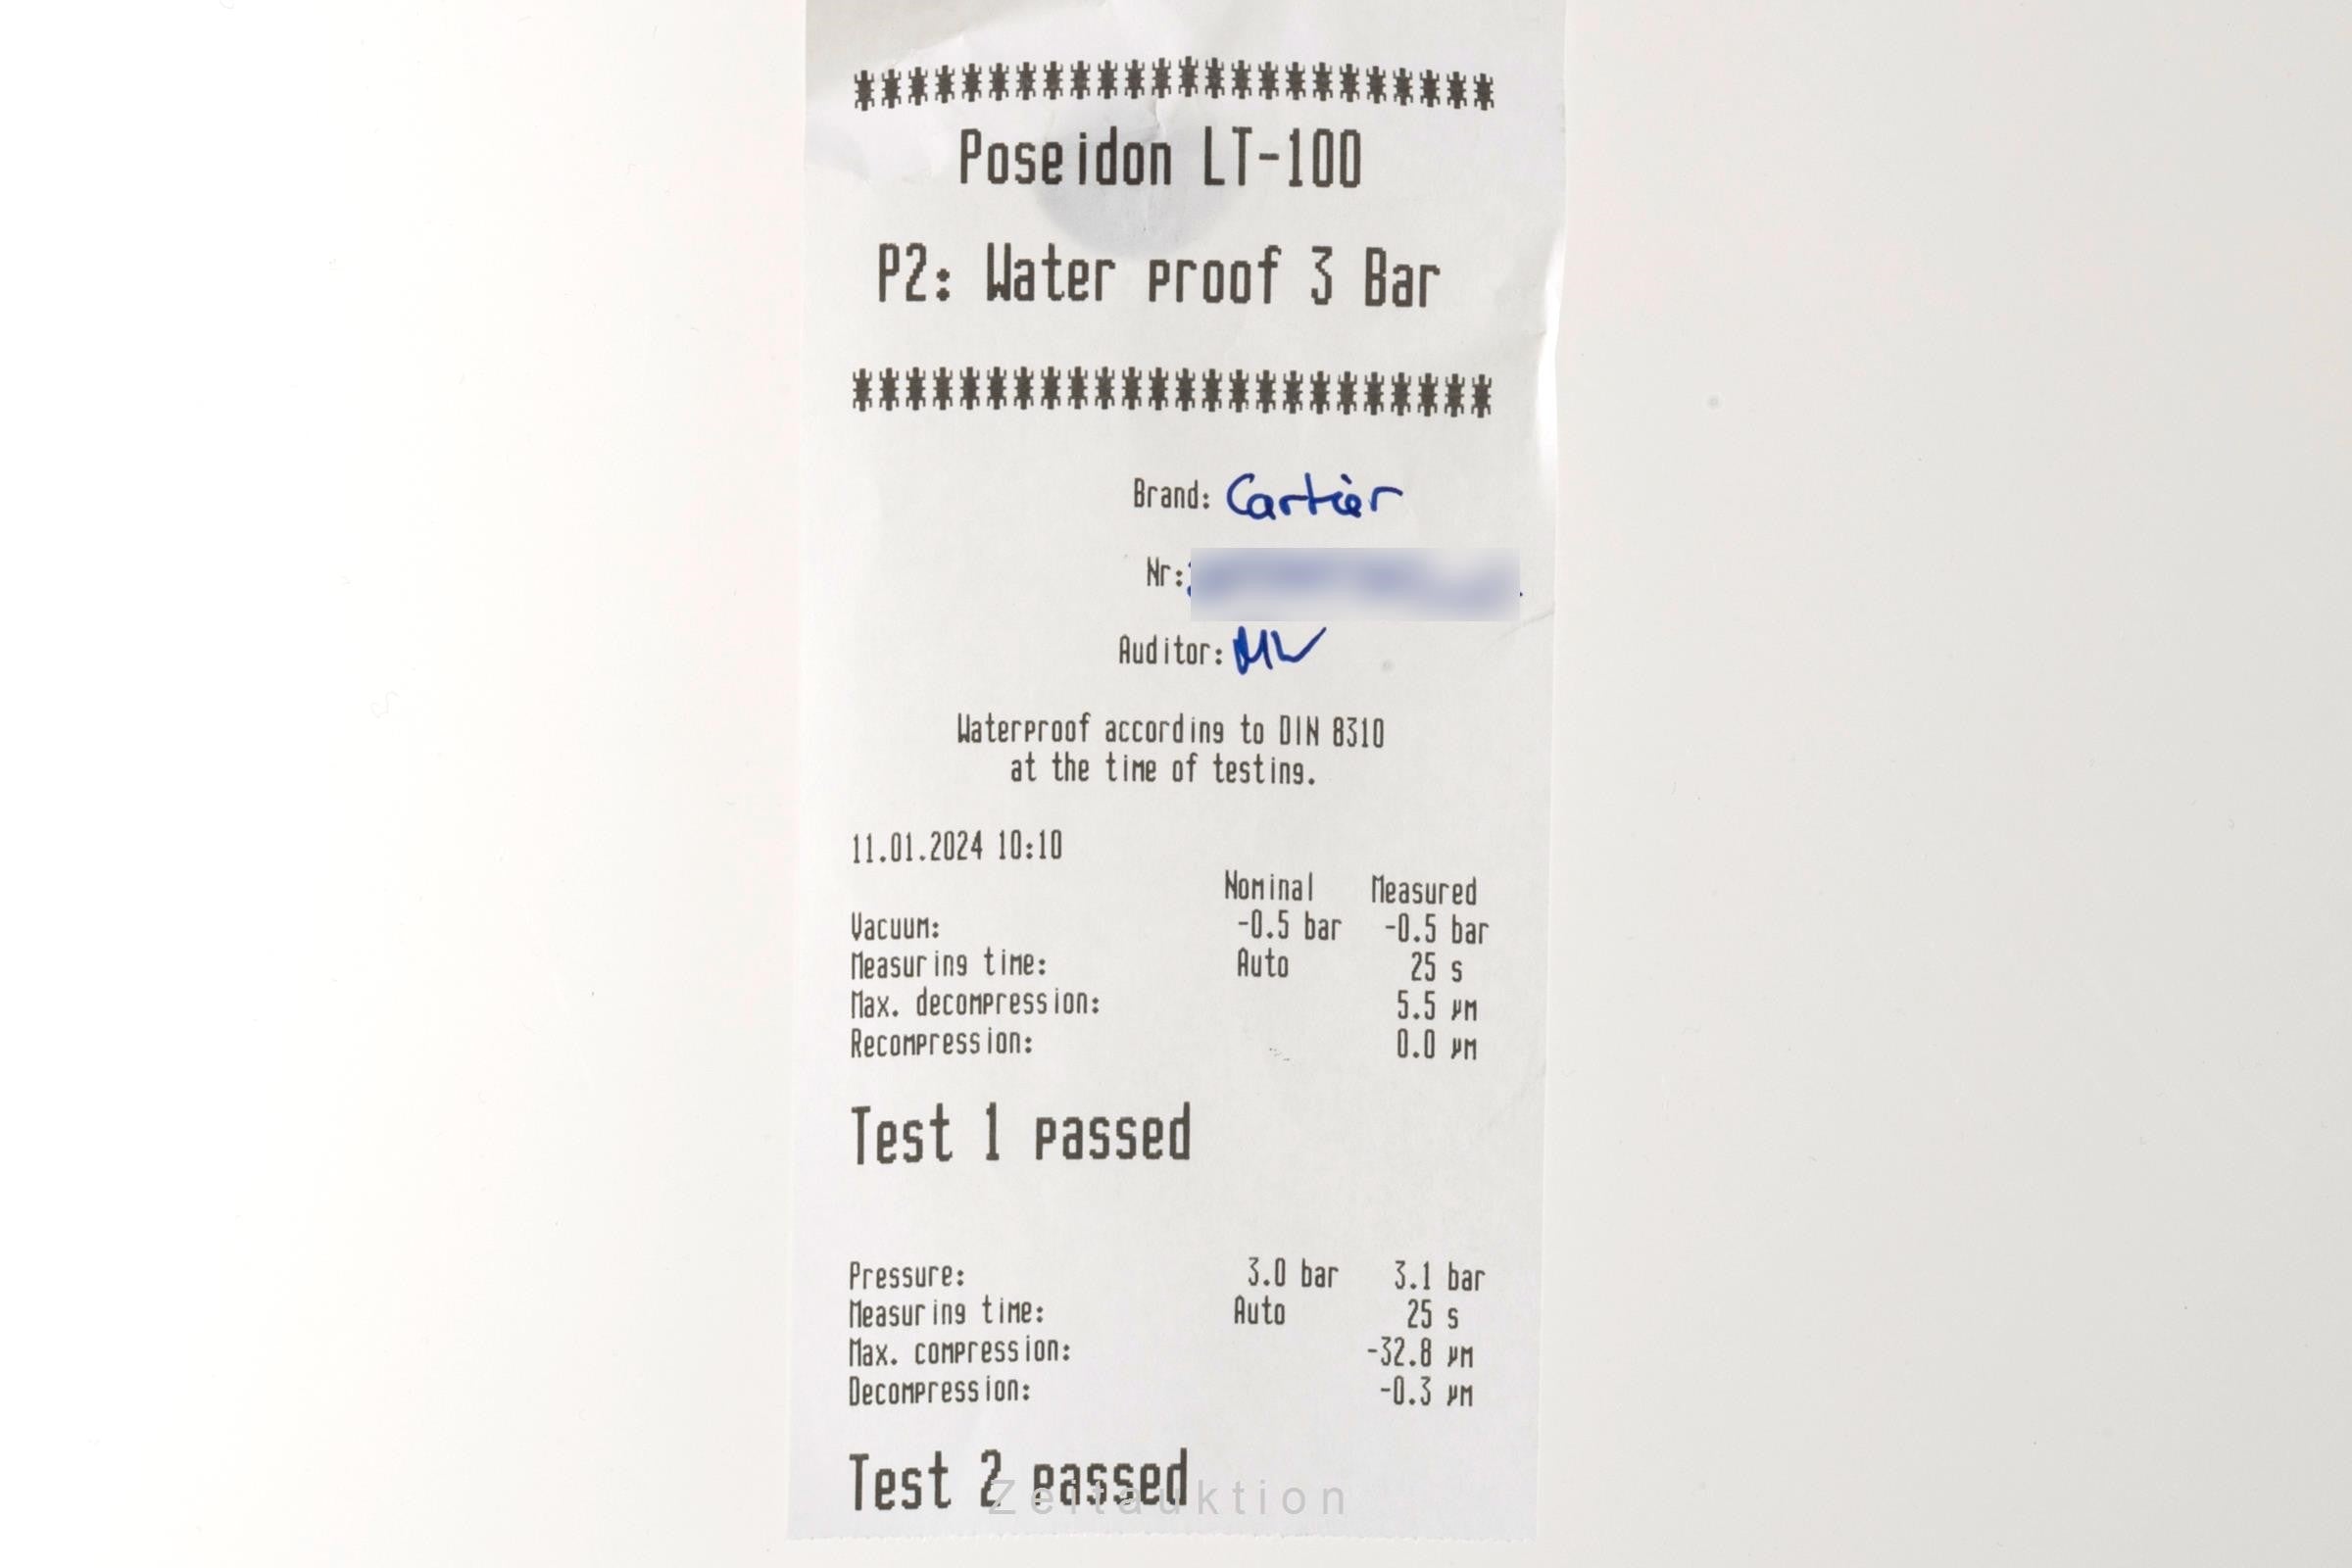 ************************
Poseidon LT-100
P2: Water proof 3 Bar
************************
Brand: Cartier
Nr:
Auditor: MW
Waterproof according to DIN 8310
at the time of testing.
11.01.2024 10:10
Nominal Measured
Vacuum: -0.5 bar -0.5 bar
Measuring time: Auto 25 s
Max. decompression: 5.5 µm
Recompression: 0.0 µm
Test 1 passed
Pressure: 3.0 bar 3.1 bar
Measuring time: Auto 25 s
Max. compression: -32.8 µm
Decompression: -0.3 µm
Test 2 passed
Zeitauktion